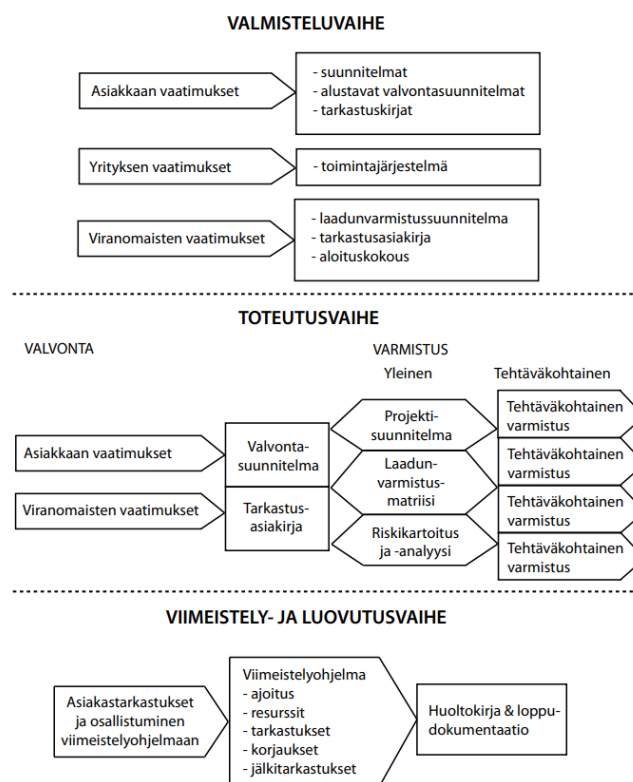 VALMISTELUVAIHE
Asiakkaan vaatimukset
- suunnitelmat
- alustavat valvontasuunnitelmat
- tarkastuskirjat
Yrityksen vaatimukset
- toimintajärjestelmä
Viranomaisten vaatimukset
- laadunvarmistussuunnitelma
- tarkastusasiakirja
- aloituskokous
TOTEUTUSVAIHE
VALVONTA
VARMISTUS
Yleinen
Tehtäväkohtainen
Asiakkaan vaatimukset
Viranomaisten vaatimukset
Valvonta-
suunnitelma
Tarkastus-
asiakirja
Projekti-
suunnitelma
Laadun-
varmistus-
matriisi
Riskikartoitus
ja -analyysi
Tehtäväkohtainen
varmistus
Tehtäväkohtainen
varmistus
Tehtäväkohtainen
varmistus
Tehtäväkohtainen
varmistus
VIIMEISTELY- JA LUOVUTUSVAIHE
Asiakastarkastukset
ja osallistuminen
viimeistelyohjelmaan
Viimeistelyohjelma
- ajoitus
- resurssit
- tarkastukset
- korjaukset
- jälkitarkastukset
Huoltokirja & loppu-
dokumentaatio